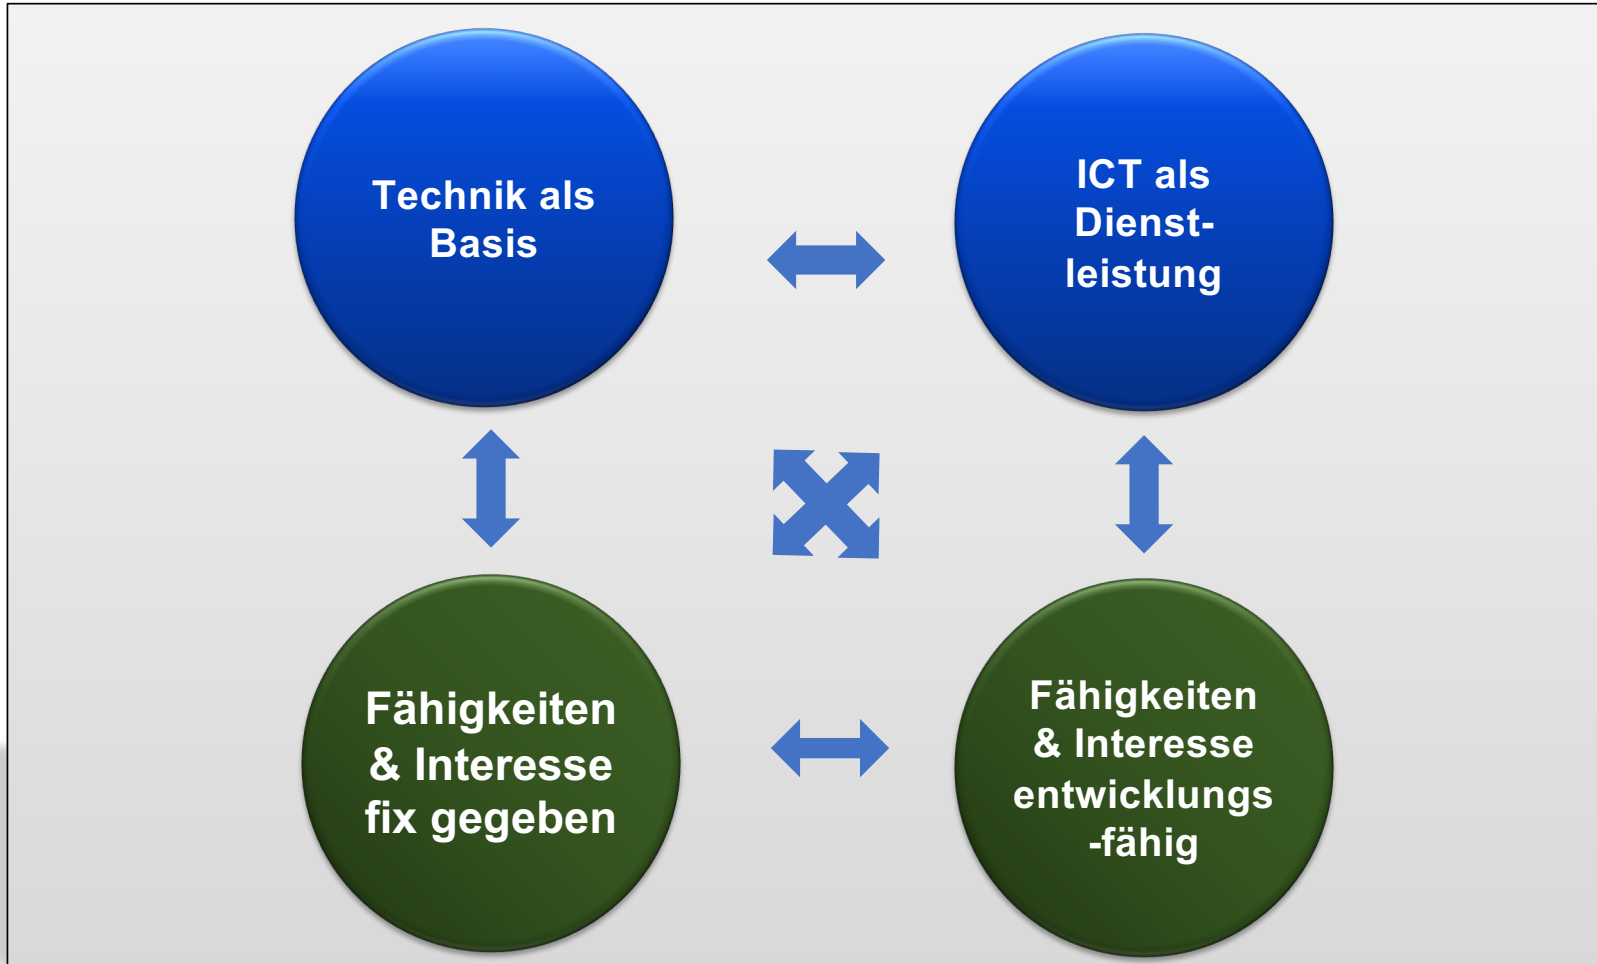 Technik als
Basis
ICT als
Dienst-
leistung
Fähigkeiten
& Interesse
fix gegeben
Fähigkeiten
& Interesse
entwicklungs
-fähig